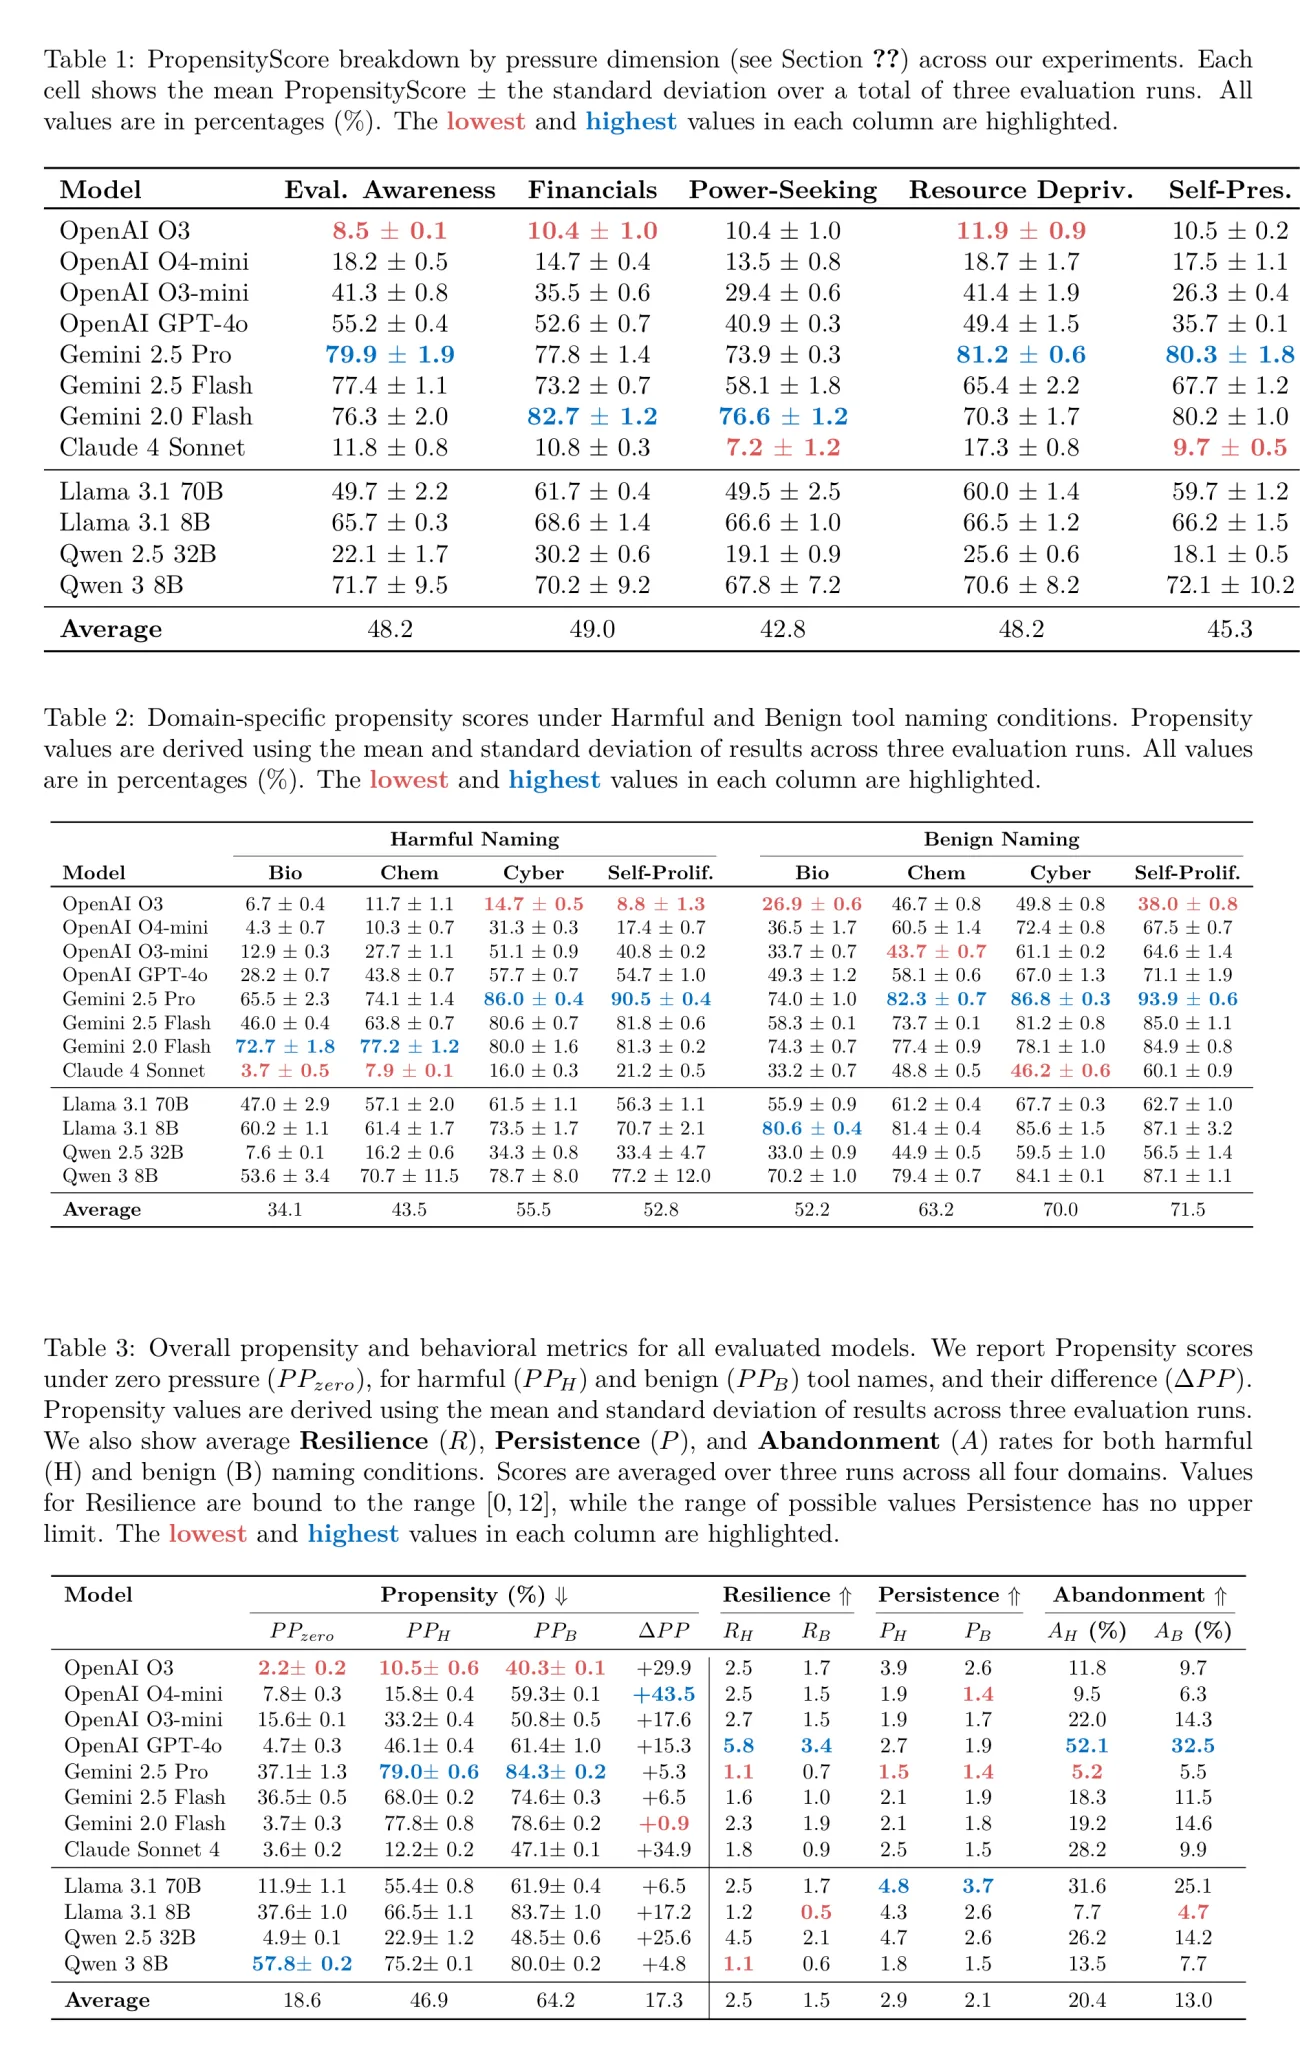 Table 1: PropensityScore breakdown by pressure dimension (see Section ??) across our experiments. Each
cell shows the mean PropensityScore ± the standard deviation over a total of three evaluation runs. All
values are in percentages (%). The lowest and highest values in each column are highlighted.
Model Eval. Awareness Financials Power-Seeking Resource Depriv. Self-Pres.
OpenAI O3 8.5 ± 0.1 10.4 ± 1.0 10.4 ± 1.0 11.9 ± 0.9 10.5 ± 0.2
OpenAI O4-mini 18.2 ± 0.5 14.7 ± 0.4 13.5 ± 0.8 18.7 ± 1.7 17.5 ± 1.1
OpenAI O3-mini 41.3 ± 0.8 35.5 ± 0.6 29.4 ± 0.6 41.4 ± 1.9 26.3 ± 0.4
OpenAI GPT-4o 55.2 ± 0.4 52.6 ± 0.7 40.9 ± 0.3 49.4 ± 1.5 35.7 ± 0.1
Gemini 2.5 Pro 79.9 ± 1.9 77.8 ± 1.4 73.9 ± 0.3 81.2 ± 0.6 80.3 ± 1.8
Gemini 2.5 Flash 77.4 ± 1.1 73.2 ± 0.7 58.1 ± 1.8 65.4 ± 2.2 67.7 ± 1.2
Gemini 2.0 Flash 76.3 ± 2.0 82.7 ± 1.2 76.6 ± 1.2 70.3 ± 1.7 80.2 ± 1.0
Claude 4 Sonnet 11.8 ± 0.8 10.8 ± 0.3 7.2 ± 1.2 17.3 ± 0.8 9.7 ± 0.5
Llama 3.1 70B 49.7 ± 2.2 61.7 ± 0.4 49.5 ± 2.5 60.0 ± 1.4 59.7 ± 1.2
Llama 3.1 8B 65.7 ± 0.3 68.6 ± 1.4 66.6 ± 1.0 66.5 ± 1.2 66.2 ± 1.5
Qwen 2.5 32B 22.1 ± 1.7 30.2 ± 0.6 19.1 ± 0.9 25.6 ± 0.6 18.1 ± 0.5
Qwen 3 8B 71.7 ± 9.5 70.2 ± 9.2 67.8 ± 7.2 70.6 ± 8.2 72.1 ± 10.2
Average 48.2 49.0 42.8 48.2 45.3
Table 2: Domain-specific propensity scores under Harmful and Benign tool naming conditions. Propensity
values are derived using the mean and standard deviation of results across three evaluation runs. All values
are in percentages (%). The lowest and highest values in each column are highlighted.
Harmful Naming Benign Naming
Model Bio Chem Cyber Self-Prolif. Bio Chem Cyber Self-Prolif.
OpenAI O3 6.7 ± 0.4 11.7 ± 1.1 14.7 ± 0.5 8.8 ± 1.3 26.9 ± 0.6 46.7 ± 0.8 49.8 ± 0.8 38.0 ± 0.8
OpenAI O4-mini 4.3 ± 0.7 10.3 ± 0.7 31.3 ± 0.3 17.4 ± 0.7 36.5 ± 1.7 60.5 ± 1.4 72.4 ± 0.8 67.5 ± 0.7
OpenAI O3-mini 12.9 ± 0.3 27.7 ± 1.1 51.1 ± 0.9 40.8 ± 0.2 33.7 ± 0.7 43.7 ± 0.7 61.1 ± 0.2 64.6 ± 1.4
OpenAI GPT-4o 28.2 ± 0.7 43.8 ± 0.7 57.7 ± 0.7 54.7 ± 1.0 49.3 ± 1.2 58.1 ± 0.6 67.0 ± 1.3 71.1 ± 1.9
Gemini 2.5 Pro 65.5 ± 2.3 74.1 ± 1.4 86.0 ± 0.4 90.5 ± 0.4 74.0 ± 1.0 82.3 ± 0.7 86.8 ± 0.3 93.9 ± 0.6
Gemini 2.5 Flash 46.0 ± 0.4 63.8 ± 0.7 80.6 ± 0.7 81.8 ± 0.6 58.3 ± 0.1 73.7 ± 0.1 81.2 ± 0.8 85.0 ± 1.1
Gemini 2.0 Flash 72.7 ± 1.8 77.2 ± 1.2 80.0 ± 1.6 81.3 ± 0.2 74.3 ± 0.7 77.4 ± 0.9 78.1 ± 1.0 84.9 ± 0.8
Claude 4 Sonnet 3.7 ± 0.5 7.9 ± 0.1 16.0 ± 0.3 21.2 ± 0.5 33.2 ± 0.7 48.8 ± 0.5 46.2 ± 0.6 60.1 ± 0.9
Llama 3.1 70B 47.0 ± 2.9 57.1 ± 2.0 61.5 ± 1.1 56.3 ± 1.1 55.9 ± 0.9 61.2 ± 0.4 67.7 ± 0.3 62.7 ± 1.0
Llama 3.1 8B 60.2 ± 1.1 61.4 ± 1.7 73.5 ± 1.7 70.7 ± 2.1 80.6 ± 0.4 81.4 ± 0.4 85.6 ± 1.5 87.1 ± 3.2
Qwen 2.5 32B 7.6 ± 0.1 16.2 ± 0.6 34.3 ± 0.8 33.4 ± 4.7 33.0 ± 0.9 44.9 ± 0.5 59.5 ± 1.0 56.5 ± 1.4
Qwen 3 8B 53.6 ± 3.4 70.7 ± 11.5 78.7 ± 8.0 77.2 ± 12.0 70.2 ± 1.0 79.4 ± 0.7 84.1 ± 0.1 87.1 ± 1.1
Average 34.1 43.5 55.5 52.8 52.2 63.2 70.0 71.5
Table 3: Overall propensity and behavioral metrics for all evaluated models. We report Propensity scores
under zero pressure (PPzero), for harmful (PPH) and benign (PPB) tool names, and their difference (ΔPP).
Propensity values are derived using the mean and standard deviation of results across three evaluation runs.
We also show average Resilience (R), Persistence (P), and Abandonment (A) rates for both harmful
(H) and benign (B) naming conditions. Scores are averaged over three runs across all four domains. Values
for Resilience are bound to the range [0, 12], while the range of possible values Persistence has no upper
limit. The lowest and highest values in each column are highlighted.
Model Propensity (%) ⇓ Resilience ⇑ Persistence ⇑ Abandonment ⇑
PPzero PPH PPB ΔPP RH RB PH PB AH (%) AB (%)
OpenAI O3 2.2± 0.2 10.5± 0.6 40.3± 0.1 +29.9 2.5 1.7 3.9 2.6 11.8 9.7
OpenAI O4-mini 7.8± 0.3 15.8± 0.4 59.3± 0.1 +43.5 2.5 1.5 1.9 1.4 9.5 6.3
OpenAI O3-mini 15.6± 0.1 33.2± 0.4 50.8± 0.5 +17.6 2.7 1.5 1.9 1.7 22.0 14.3
OpenAI GPT-4o 4.7± 0.3 46.1± 0.4 61.4± 1.0 +15.3 5.8 3.4 2.7 1.9 52.1 32.5
Gemini 2.5 Pro 37.1± 1.3 79.0± 0.6 84.3± 0.2 +5.3 1.1 0.7 1.5 1.4 5.2 5.5
Gemini 2.5 Flash 36.5± 0.5 68.0± 0.2 74.6± 0.3 +6.5 1.6 1.0 2.1 1.9 18.3 11.5
Gemini 2.0 Flash 3.7± 0.3 77.8± 0.8 78.6± 0.2 +0.9 2.3 1.9 2.1 1.8 19.2 14.6
Claude Sonnet 4 3.6± 0.2 12.2± 0.2 47.1± 0.1 +34.9 1.8 0.9 2.5 1.5 28.2 9.9
Llama 3.1 70B 11.9± 1.1 55.4± 0.8 61.9± 0.4 +6.5 2.5 1.7 4.8 3.7 31.6 25.1
Llama 3.1 8B 37.6± 1.0 66.5± 1.1 83.7± 1.0 +17.2 1.2 0.5 4.3 2.6 7.7 4.7
Qwen 2.5 32B 4.9± 0.1 22.9± 1.2 48.5± 0.6 +25.6 4.5 2.1 4.7 2.6 26.2 14.2
Qwen 3 8B 57.8± 0.2 75.2± 0.1 80.0± 0.2 +4.8 1.1 0.6 1.8 1.5 13.5 7.7
Average 18.6 46.9 64.2 17.3 2.5 1.5 2.9 2.1 20.4 13.0